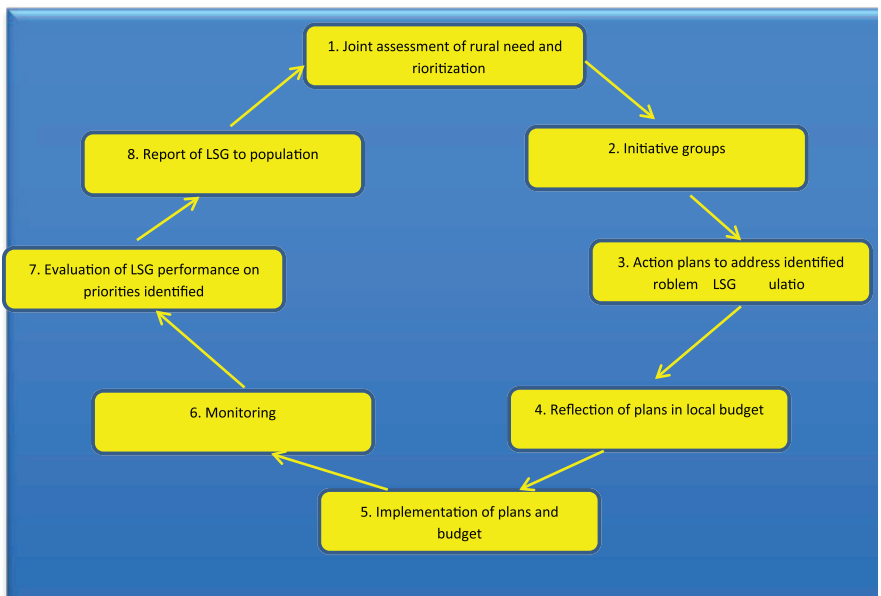 1. Joint assessment of rural need and
rioritization
2. Initiative groups
3. Action plans to address identified
roblem LSG ulatio
4. Reflection of plans in local budget
5. Implementation of plans and
budget
6. Monitoring
7. Evaluation of LSG performance on
priorities identified
8. Report of LSG to population